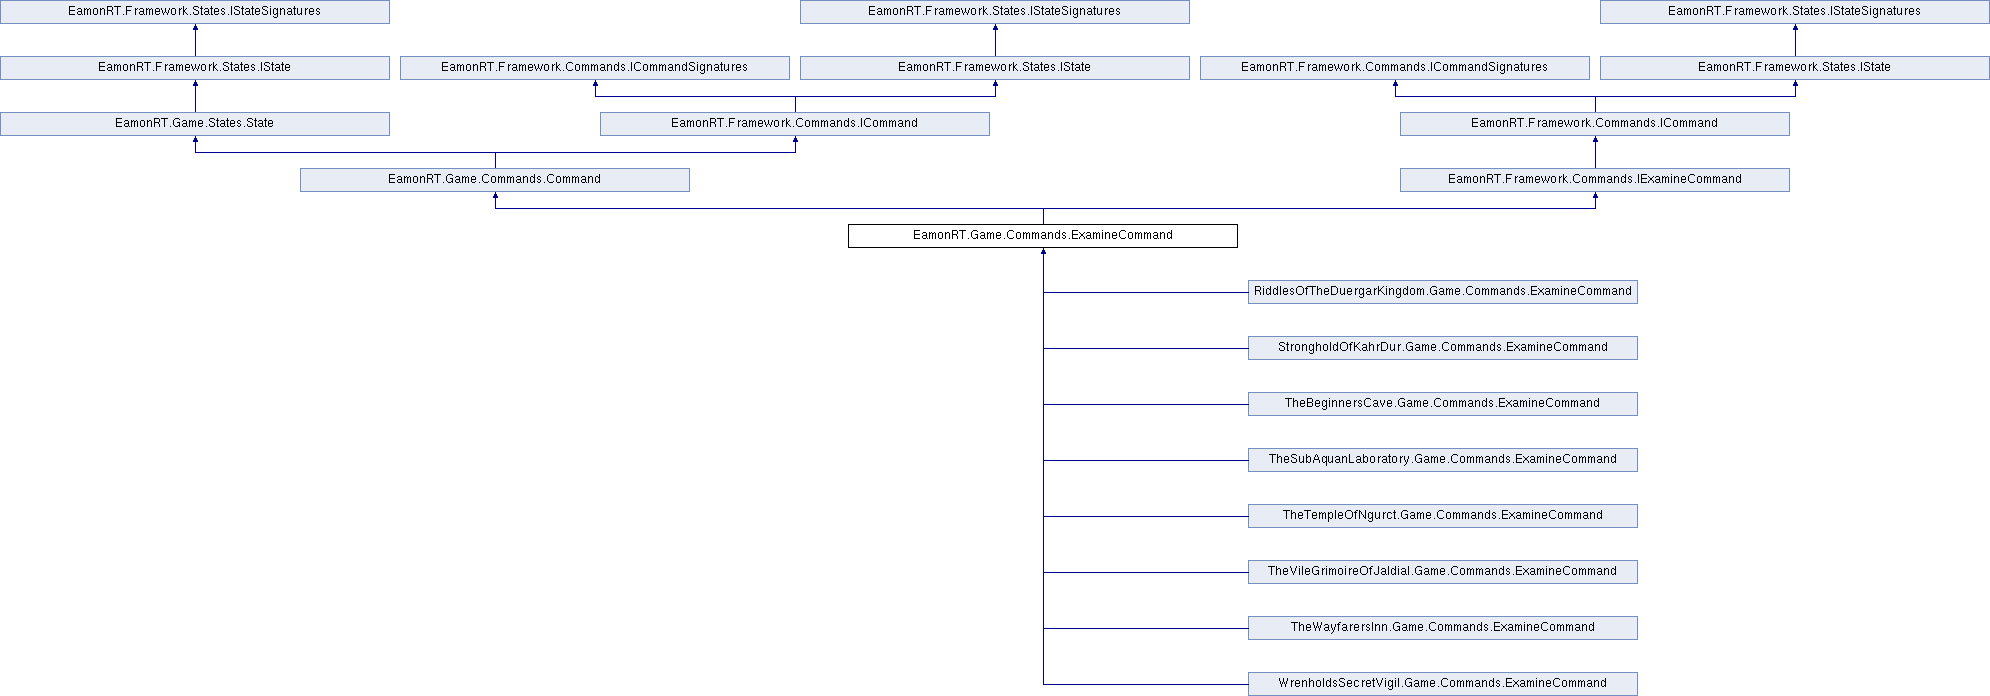 EamonRT.Framework.States.IStateSignatures
EamonRT.Framework.States.IStateSignatures
EamonRT.Framework.States.IStateSignatures
EamonRT.Framework.States.IState
EamonRT.Framework.Commands.ICommandSignatures
EamonRT.Framework.States.IState
EamonRT.Framework.Commands.ICommandSignatures
EamonRT.Framework.States.IState
EamonRT.Game.States.State
EamonRT.Framework.Commands.ICommand
EamonRT.Framework.Commands.ICommand
EamonRT.Game.Commands.Command
EamonRT.Framework.Commands.IExamineCommand
EamonRT.Game.Commands.ExamineCommand
RiddlesOfTheDuergarKingdom.Game.Commands.ExamineCommand
StrongholdOfKahrDur.Game.Commands.ExamineCommand
TheBeginnersCave.Game.Commands.ExamineCommand
TheSubAquanLaboratory.Game.Commands.ExamineCommand
TheTempleOfNgurct.Game.Commands.ExamineCommand
TheVileGrimoireOfJaldial.Game.Commands.ExamineCommand
TheWayfarersInn.Game.Commands.ExamineCommand
WrenholdsSecretVigil.Game.Commands.ExamineCommand